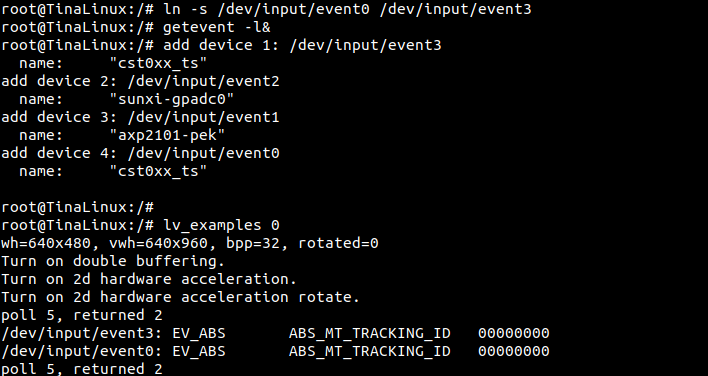 root@TinaLinux:/# ln -s /dev/input/event0 /dev/input/event3
root@TinaLinux:/# getevent -l&
root@TinaLinux:/# add device 1: /dev/input/event3
  name:     "cst0xx_ts"
add device 2: /dev/input/event2
  name:     "sunxi-gpadc0"
add device 3: /dev/input/event1
  name:     "axp2101-pek"
add device 4: /dev/input/event0
  name:     "cst0xx_ts"

root@TinaLinux:/#
root@TinaLinux:/# lv_examples 0
wh=640x480, vwh=640x960, bpp=32, rotated=0
Turn on double buffering.
Turn on 2d hardware acceleration.
Turn on 2d hardware acceleration rotate.
poll 5, returned 2
/dev/input/event3: EV_ABS       ABS_MT_TRACKING_ID   00000000
/dev/input/event0: EV_ABS       ABS_MT_TRACKING_ID   00000000
poll 5, returned 2